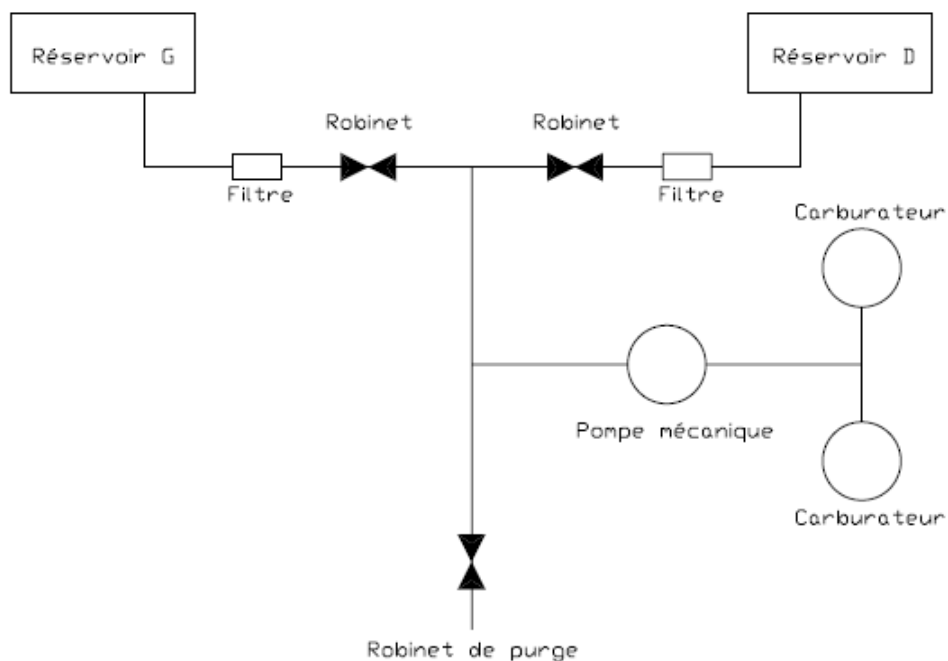 Réservoir G
Réservoir D
Robinet
Robinet
Filtre
Filtre
Carburateur
Pompe mécanique
Carburateur
Robinet de purge